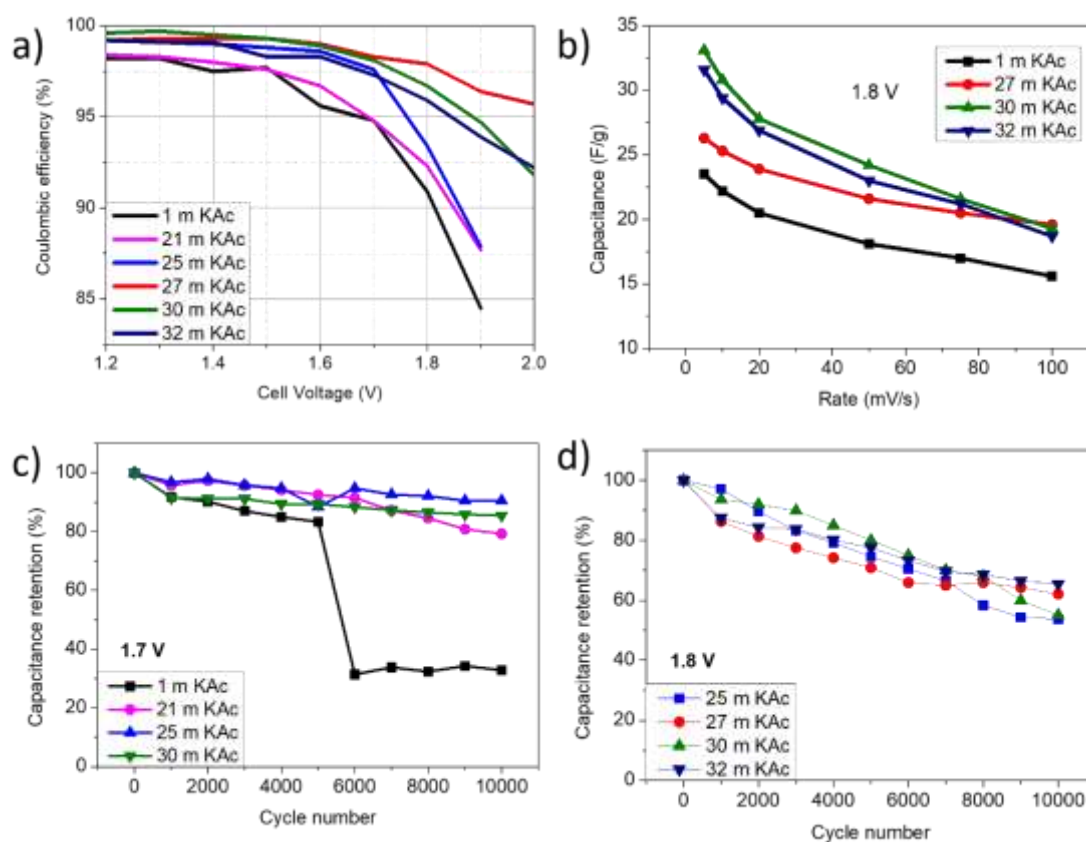 a)
100
95
90
85
Coulombic efficiency (%)
1 m KAc
21 m KAc
25 m KAc
27 m KAc
30 m KAc
32 m KAc
1.2
1.4
1.6
1.8
2.0
Cell Voltage (V)
b)
35
30
25
20
15
10
Capacitance (F/g)
1.8 V
1 m KAc
27 m KAc
30 m KAc
32 m KAc
0
20
40
60
80
100
Rate (mV/s)
c)
100
80
60
40
20
0
Capacitance retention (%)
1.7 V
1 m KAc
21 m KAc
25 m KAc
30 m KAc
0
2000
4000
6000
8000
10000
Cycle number
d)
100
80
60
40
20
0
Capacitance retention (%)
1.8 V
25 m KAc
27 m KAc
30 m KAc
32 m KAc
0
2000
4000
6000
8000
10000
Cycle number